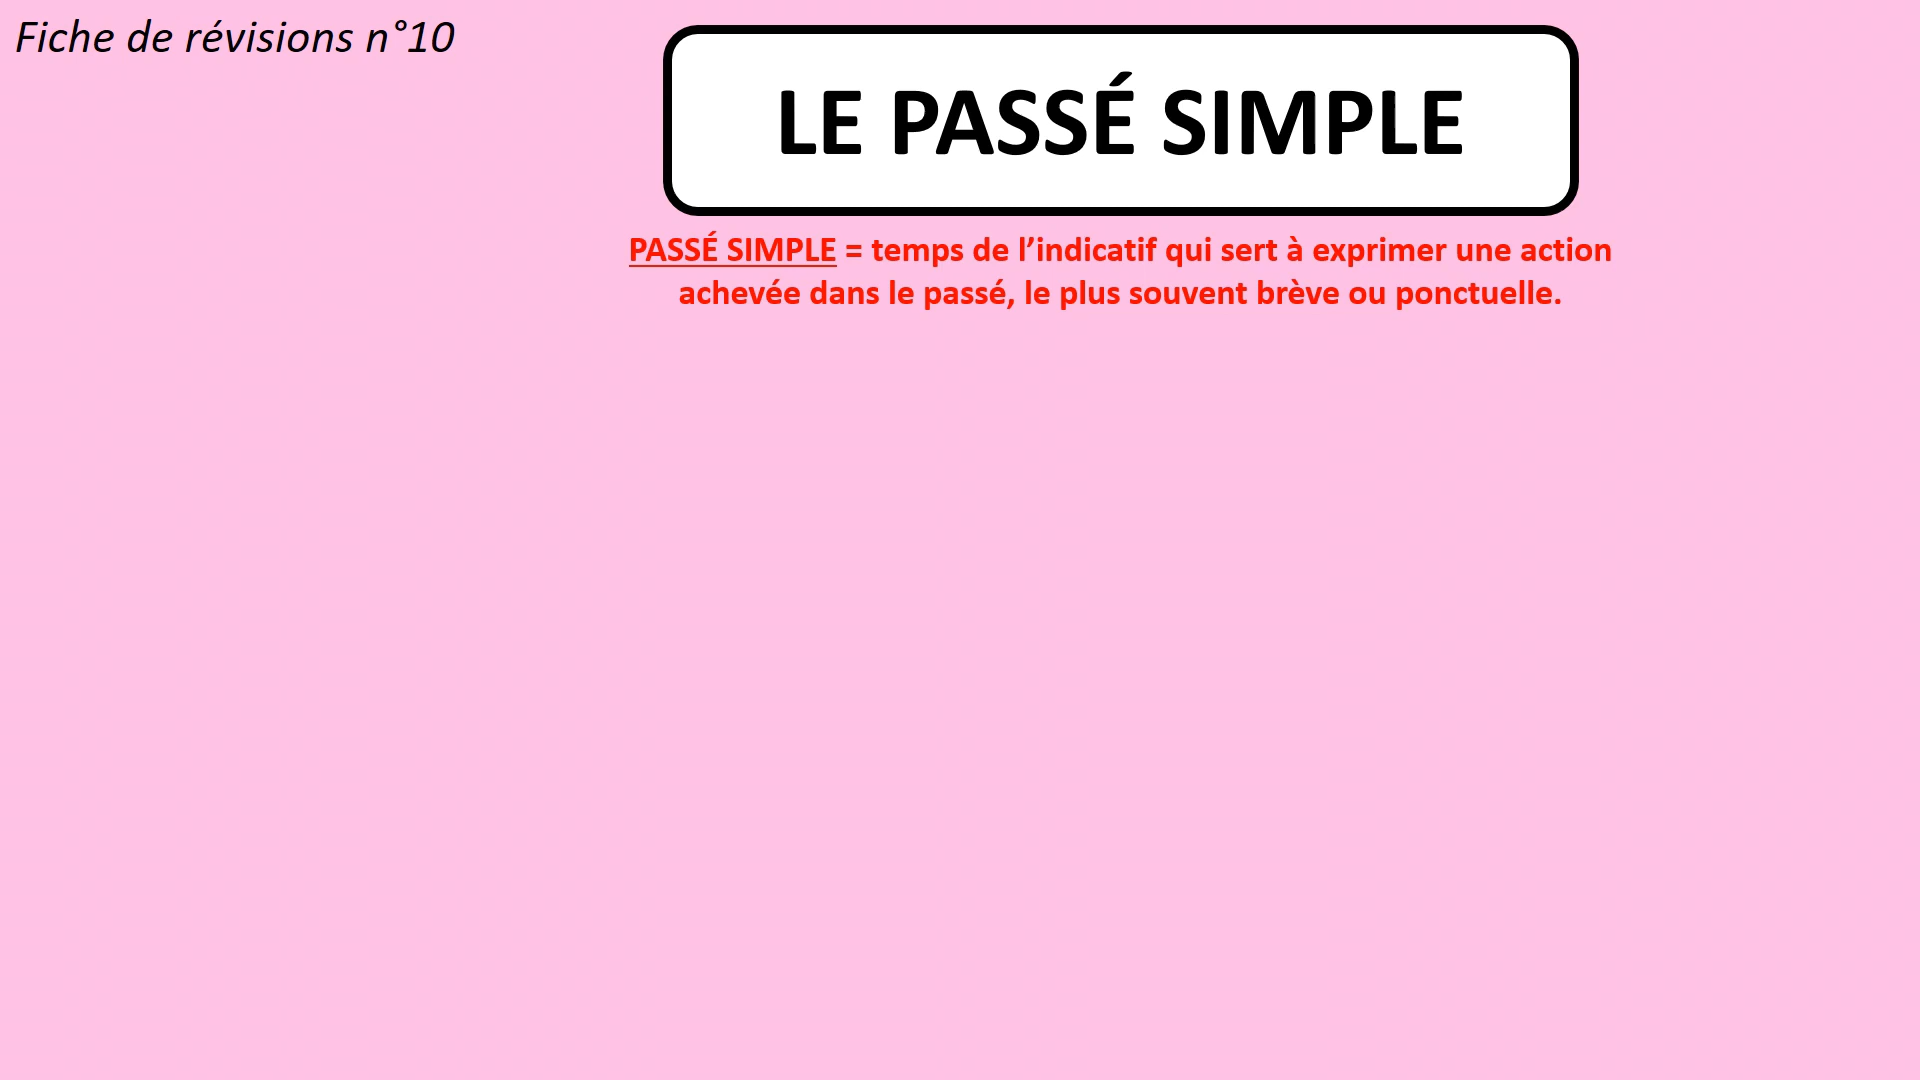 Fiche de révisions n°10
LE PASSÉ SIMPLE
PASSÉ SIMPLE = temps de l’indicatif qui sert à exprimer une action
achevée dans le passé, le plus souvent brève ou ponctuelle.